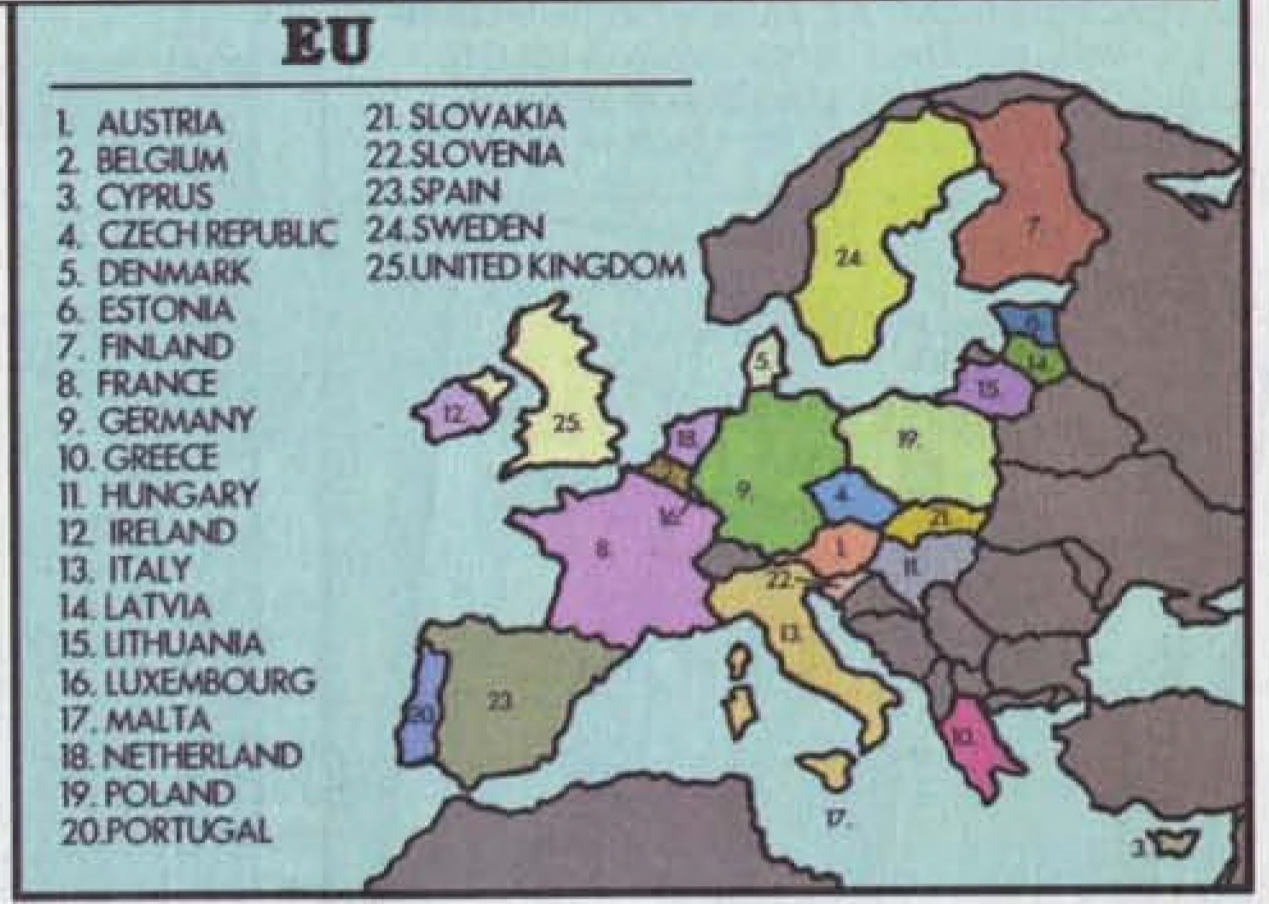 EU
1. AUSTRIA
2. BELGIUM
3. CYPRUS
4. CZECH REPUBLIC
5. DENMARK
6. ESTONIA
7. FINLAND
8. FRANCE
9. GERMANY
10. GREECE
11. HUNGARY
12. IRELAND
13. ITALY
14. LATVIA
15. LITHUANIA
16. LUXEMBOURG
17. MALTA
18. NETHERLAND
19. POLAND
20.PORTUGAL
21. SLOVAKIA
22.SLOVENIA
23.SPAIN
24.SWEDEN
25.UNITED KINGDOM
24.
7.
6.
14.
15.
5.
12.
25.
18.
19.
9.
4.
16.
21.
8.
1.
11.
22.
13.
23.
20.
10.
17.
3.